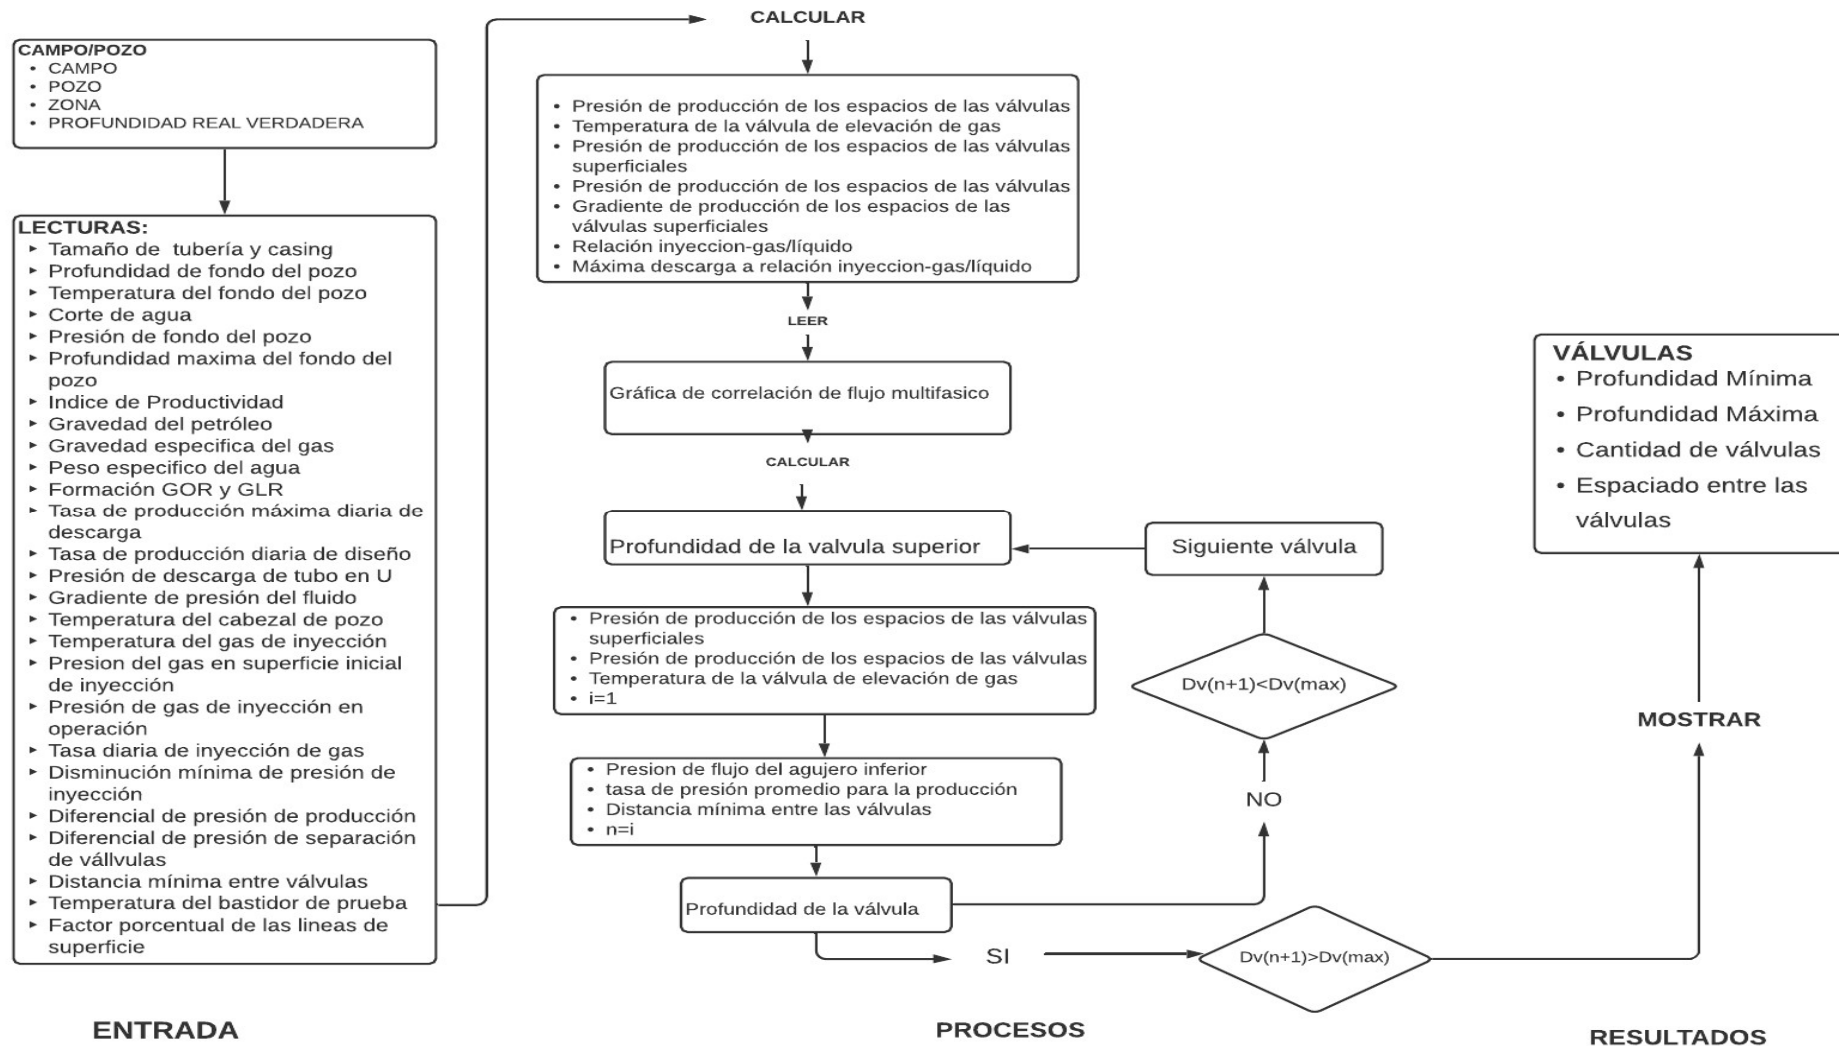 CAMPO/POZO
• CAMPO
• POZO
• ZONA
• PROFUNDIDAD REAL VERDADERA
LECTURAS:
▸ Tamaño de tubería y casing
▸ Profundidad de fondo del pozo
▸ Temperatura del fondo del pozo
▸ Corte de agua
▸ Presión de fondo del pozo
▸ Profundidad maxima del fondo del
pozo
▸ Indice de Productividad
▸ Gravedad del petróleo
▸ Gravedad especifica del gas
▸ Peso especifico del agua
▸ Formación GOR y GLR
▸ Tasa de producción máxima diaria de
descarga
▸ Tasa de producción diaria de diseño
▸ Presión de descarga de tubo en U
▸ Gradiente de presión del fluido
▸ Temperatura del cabezal de pozo
▸ Temperatura del gas de inyección
▸ Presion del gas en superficie inicial
de inyección
▸ Presión de gas de inyección en
operación
▸ Tasa diaria de inyección de gas
▸ Disminución mínima de presión de
inyección
▸ Diferencial de presión de producción
▸ Diferencial de presión de separación
de vállvulas
▸ Distancia mínima entre válvulas
▸ Temperatura del bastidor de prueba
▸ Factor porcentual de las lineas de
superficie
ENTRADA
CALCULAR
• Presión de producción de los espacios de las válvulas
• Temperatura de la válvula de elevación de gas
• Presión de producción de los espacios de las válvulas
superficiales
• Presión de producción de los espacios de las válvulas
• Gradiente de producción de los espacios de las
válvulas superficiales
• Relación inyeccion-gas/líquido
• Máxima descarga a relación inyeccion-gas/líquido
LEER
Gráfica de correlación de flujo multifasico
CALCULAR
Profundidad de la valvula superior
Siguiente válvula
• Presión de producción de los espacios de las válvulas
superficiales
• Presión de producción de los espacios de las válvulas
• Temperatura de la válvula de elevación de gas
• i=1
Dv(n+1)<Dv(max)
• Presion de flujo del agujero inferior
• tasa de presión promedio para la producción
• Distancia mínima entre las válvulas
• n=i
NO
Profundidad de la válvula
SI
Dv(n+1)>Dv(max)
PROCESOS
VÁLVULAS
• Profundidad Mínima
• Profundidad Máxima
• Cantidad de válvulas
• Espaciado entre las
válvulas
MOSTRAR
RESULTADOS